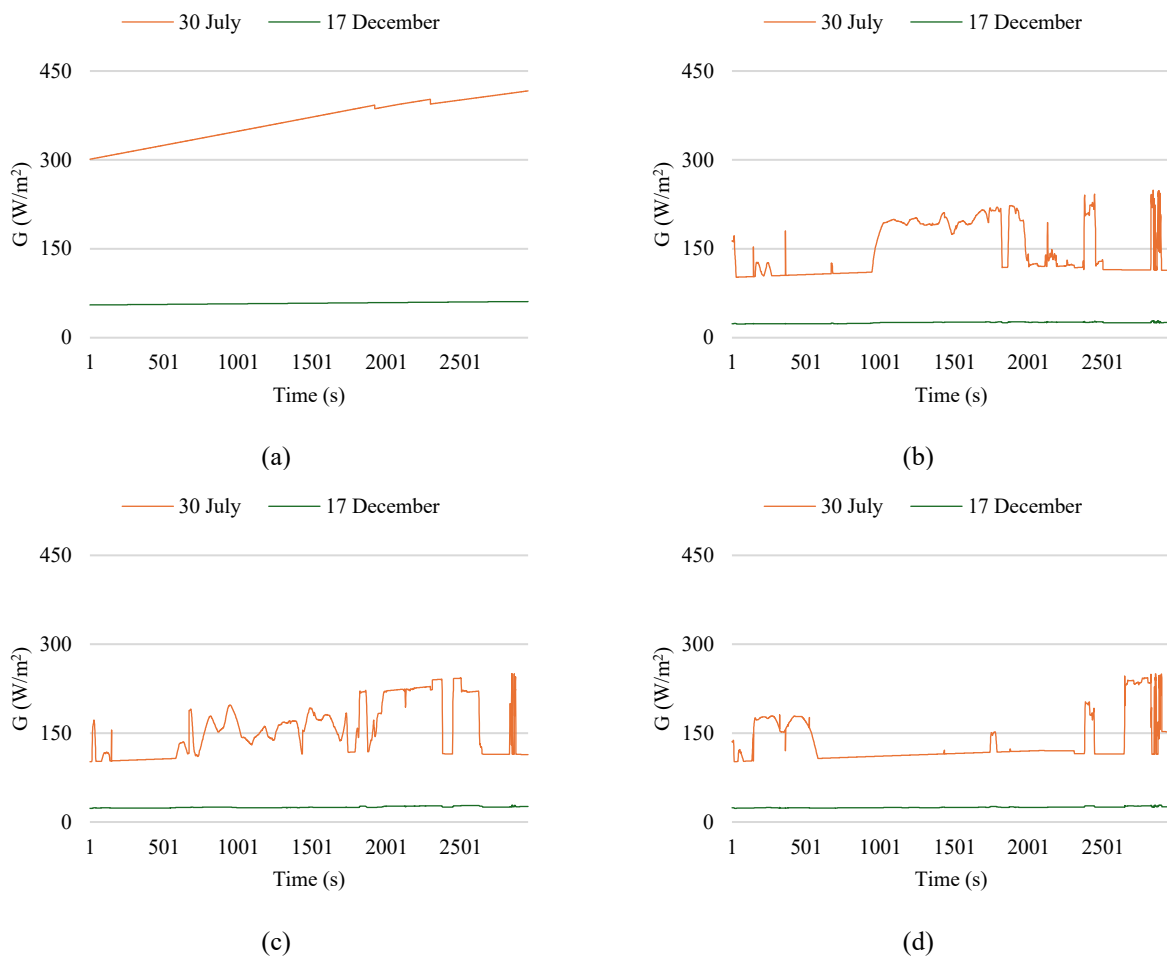 30 July 17 December
450
300
150
0
G (W/m²)
1 501 1001 1501 2001 2501
Time (s)
(a)
30 July 17 December
450
300
150
0
G (W/m²)
1 501 1001 1501 2001 2501
Time (s)
(b)
30 July 17 December
450
300
150
0
G (W/m²)
1 501 1001 1501 2001 2501
Time (s)
(c)
30 July 17 December
450
300
150
0
G (W/m²)
1 501 1001 1501 2001 2501
Time (s)
(d)